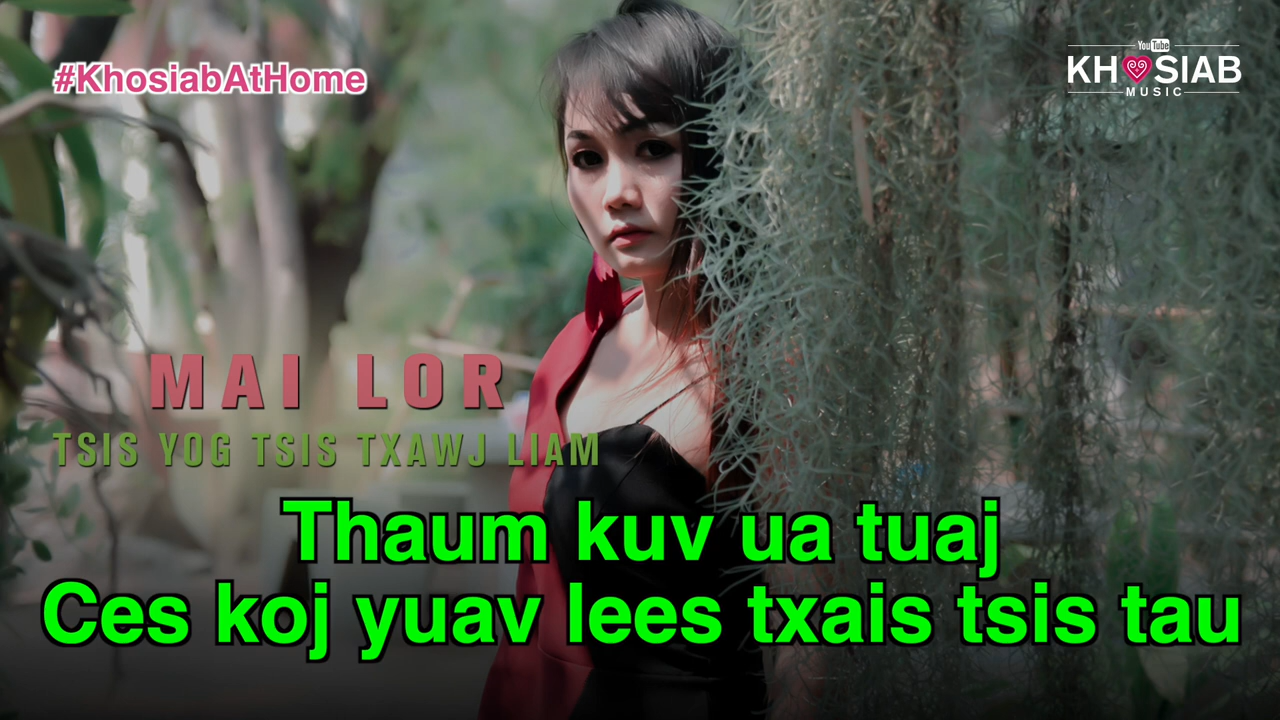 #KhosiabAtHome
YouTube
KHOSIAB
MUSIC
MAI LOR
TSIS YOG TSIS TXAWJ LIAM
Thaum kuv ua tuaj
Ces koj yuav lees txais tsis tau